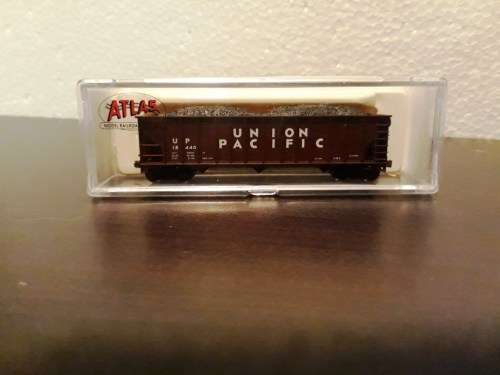 ATLAS
MODEL RAILROAD
UNION
PACIFIC
UP
18440